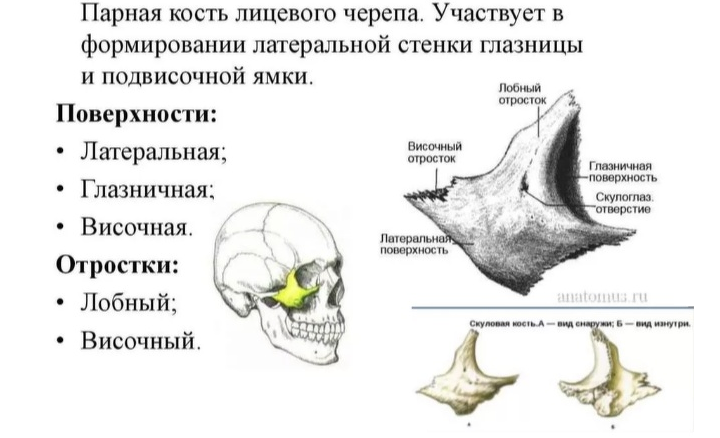 Парная кость лицевого черепа. Участвует в
формировании латеральной стенки глазницы
и подвисочной ямки.
Поверхности:
• Латеральная;
• Глазничная;
• Височная.
Отростки:
• Лобный;
• Височный.
Лобный
отросток
Височный
отросток
Глазничная
поверхность
Скулоглаз.
отверстие
Латеральная
поверхность
anatomus.ru
Скуловая кость.А — вид снаружи; Б — вид изнутри.